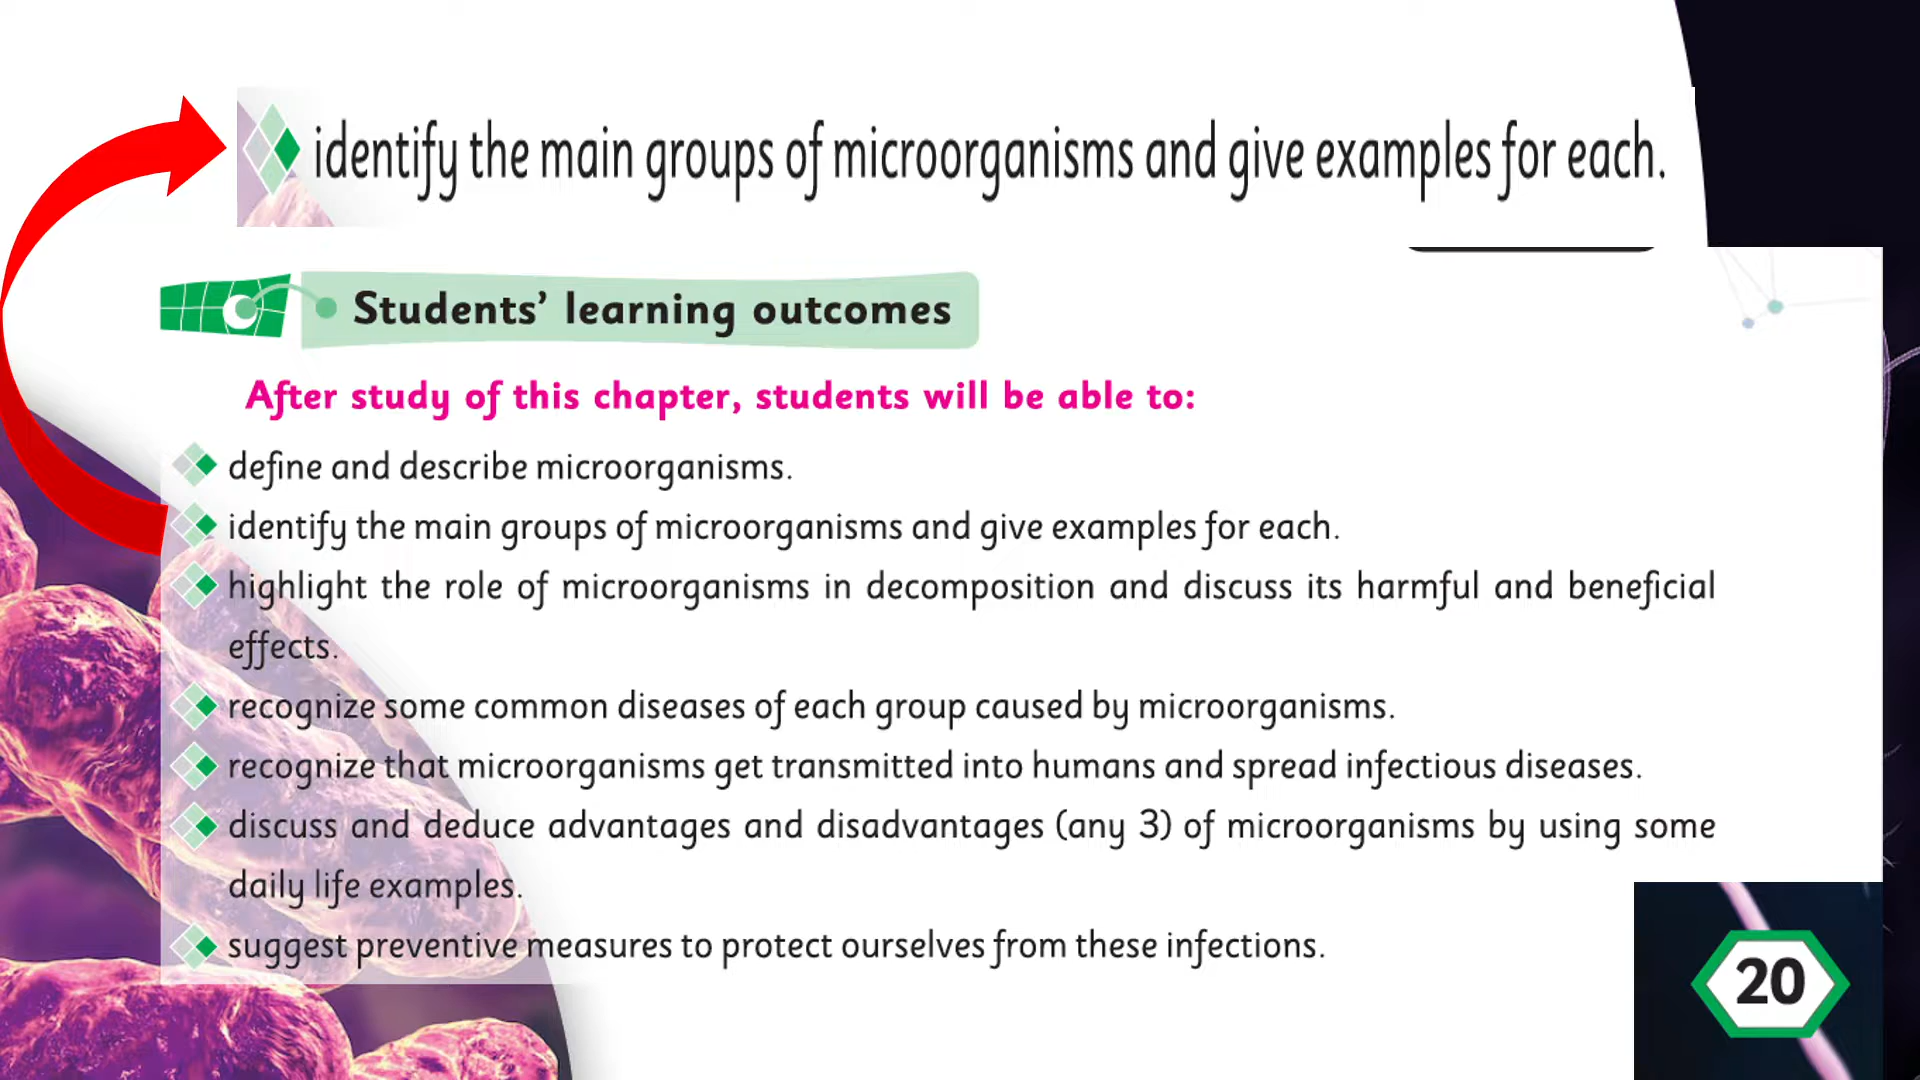 identify the main groups of microorganisms and give examples for each.
Students’ learning outcomes
After study of this chapter, students will be able to:
define and describe microorganisms.
identify the main groups of microorganisms and give examples for each.
highlight the role of microorganisms in decomposition and discuss its harmful and beneficial
effects.
recognize some common diseases of each group caused by microorganisms.
recognize that microorganisms get transmitted into humans and spread infectious diseases.
discuss and deduce advantages and disadvantages (any 3) of microorganisms by using some
daily life examples.
suggest preventive measures to protect ourselves from these infections.
20